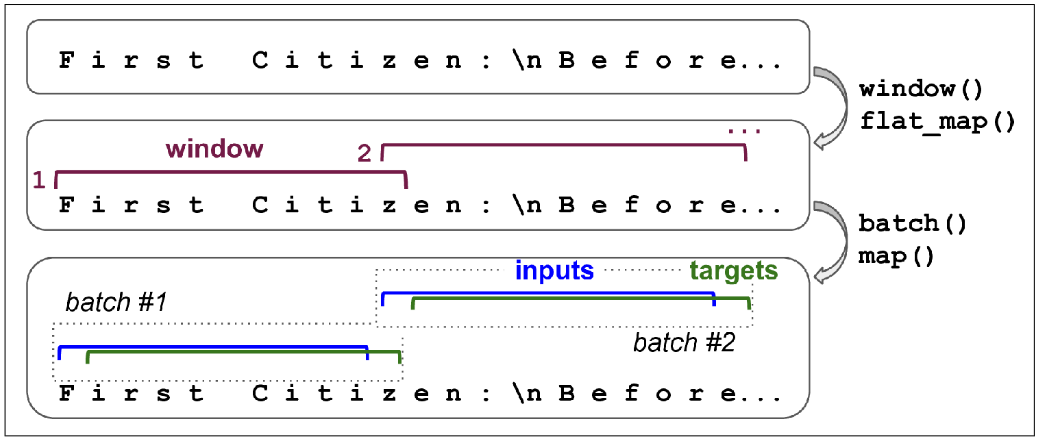 First Citizen:\nBefore...
window()
flat_map()
...
window
2
1
First Citizen:\nBefore...
batch()
map()
inputs
targets
batch #1
batch #2
First Citizen:\nBefore...